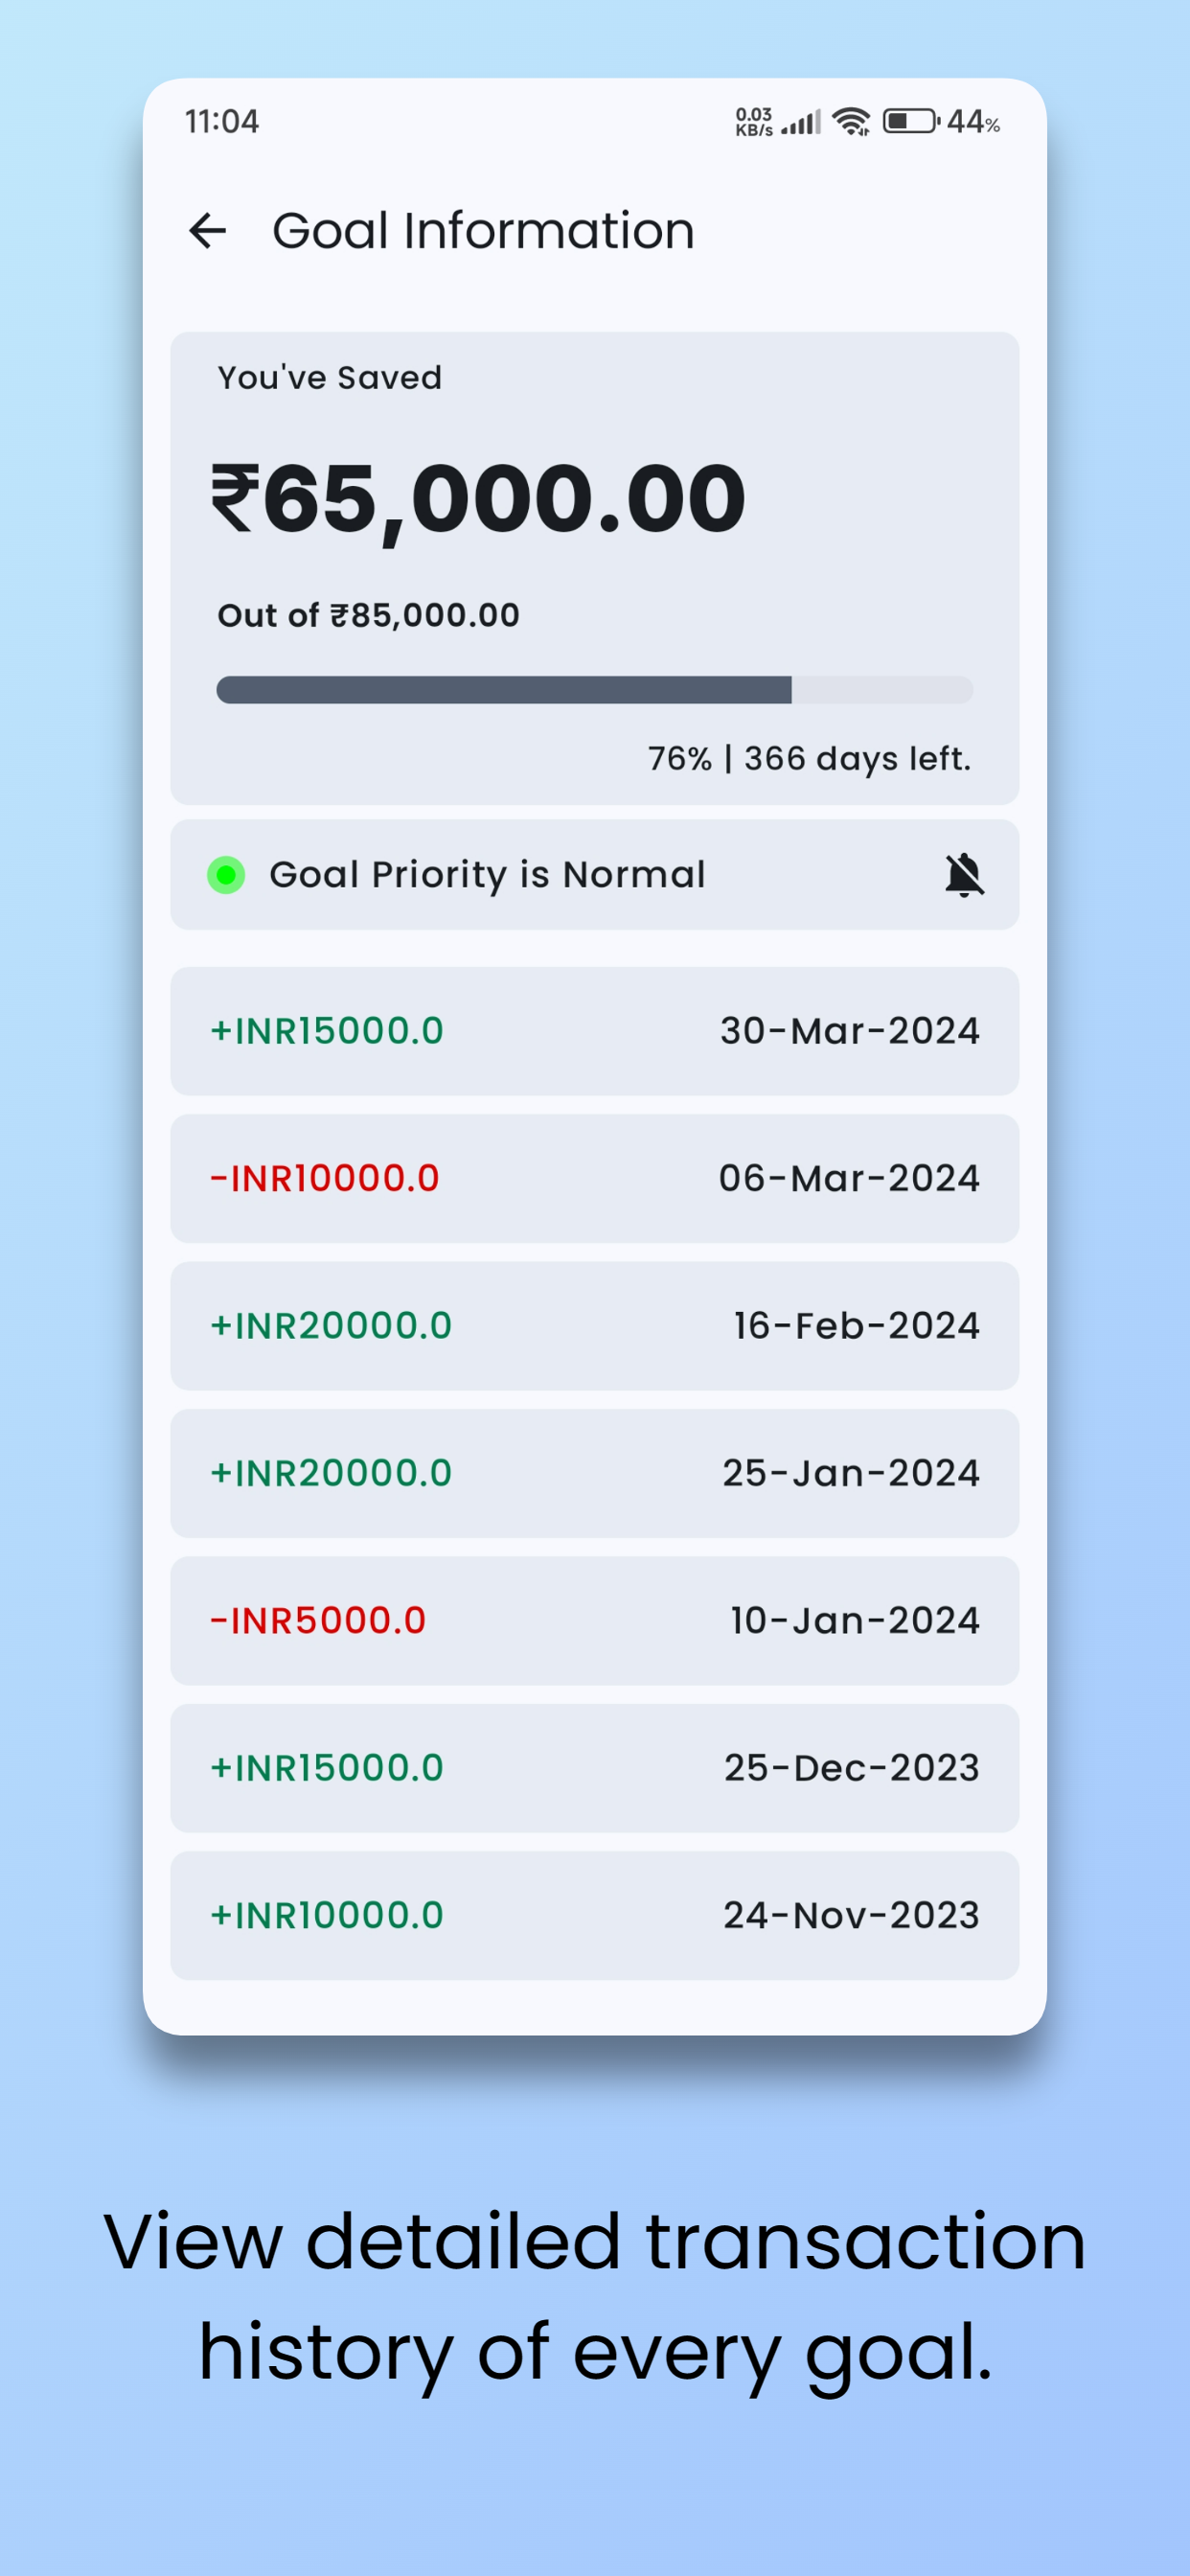 11:04
0.03
KB/s
44%
Goal Information
You've Saved
₹65,000.00
Out of ₹85,000.00
76% | 366 days left.
Goal Priority is Normal
+INR15000.0 30-Mar-2024
-INR10000.0 06-Mar-2024
+INR20000.0 16-Feb-2024
+INR20000.0 25-Jan-2024
-INR5000.0 10-Jan-2024
+INR15000.0 25-Dec-2023
+INR10000.0 24-Nov-2023
View detailed transaction
history of every goal.